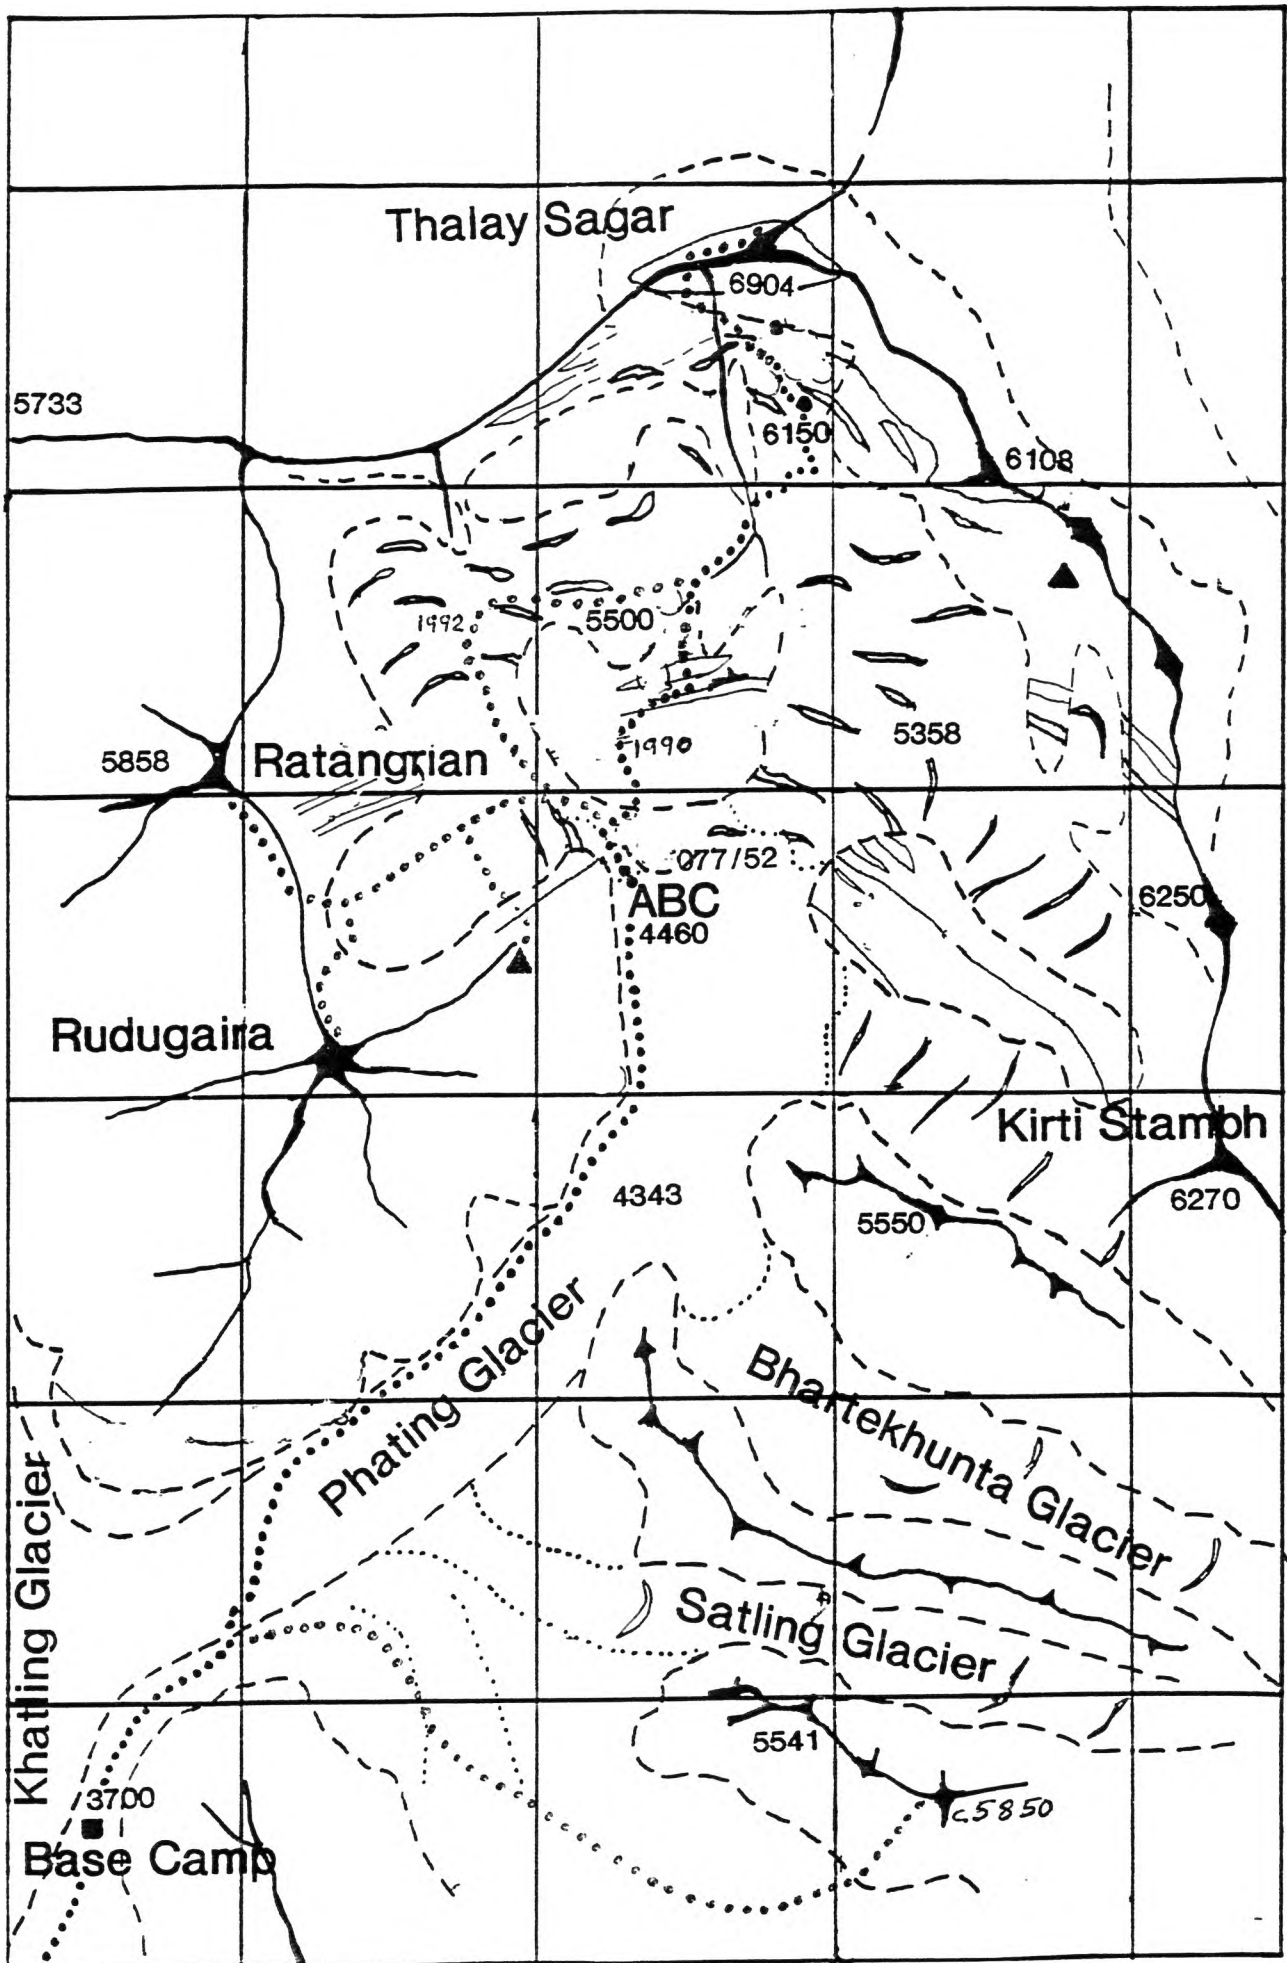 Thalay Sagar
6904
5733
6150
6108
1992
5500
1990
5358
5858
Ratangrian
077/52
ABC
4460
6250
Rudugaira
Kirti Stambh
4343
5550
6270
Phating Glacier
Bhartekhunta Glacier
Khatling Glacier
Satling Glacier
5541
3700
c.5850
Base Camp